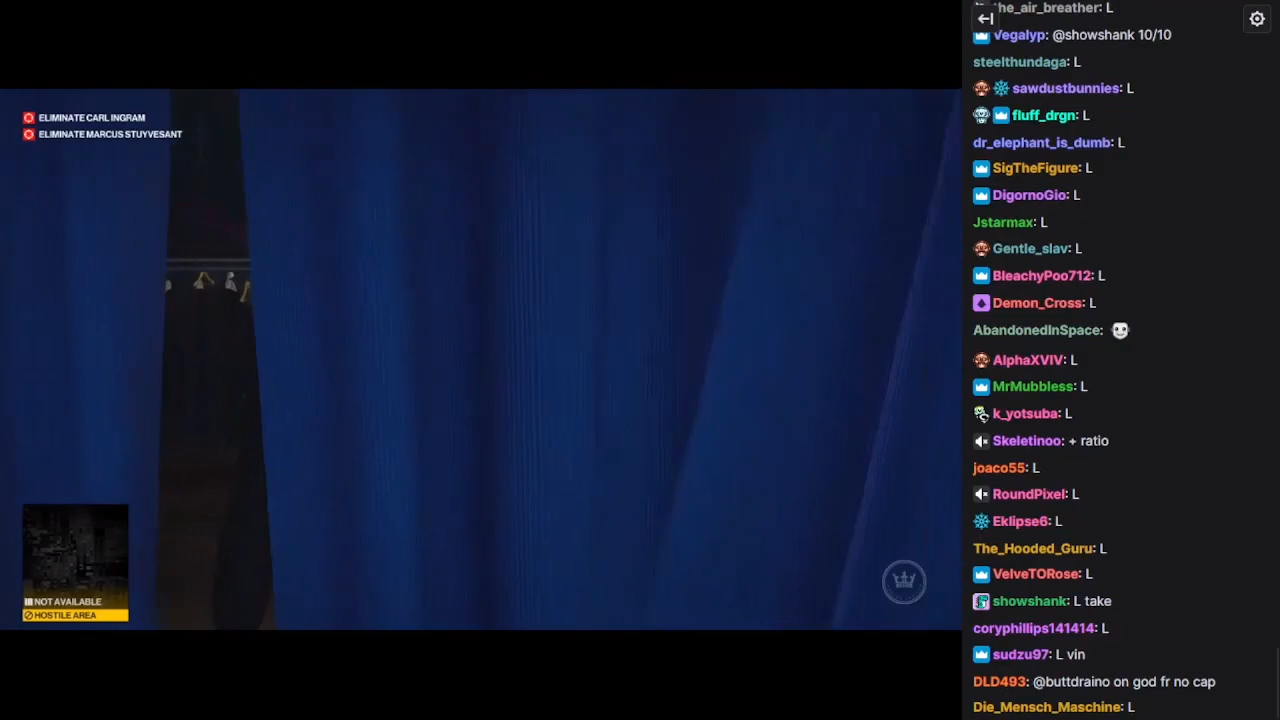 ELIMINATE CARL INGRAM
ELIMINATE MARCUS STUYVESANT
NOT AVAILABLE
HOSTILE AREA
the_air_breather: L
Vegalyp: @showshank 10/10
steelthundaga: L
sawdustbunnies: L
fluff_drgn: L
dr_elephant_is_dumb: L
SigTheFigure: L
DigornoGio: L
Jstarmax: L
Gentle_slav: L
BleachyPoo712: L
Demon_Cross: L
AbandonedInSpace:
AlphaXVIV: L
MrMubbless: L
k_yotsuba: L
Skeletinoo: + ratio
joaco55: L
RoundPixel: L
Eklipse6: L
The_Hooded_Guru: L
VelveTORose: L
showshank: L take
coryphillips141414: L
sudzu97: L vin
DLD493: @buttdraino on god fr no cap
Die_Mensch_Maschine: L